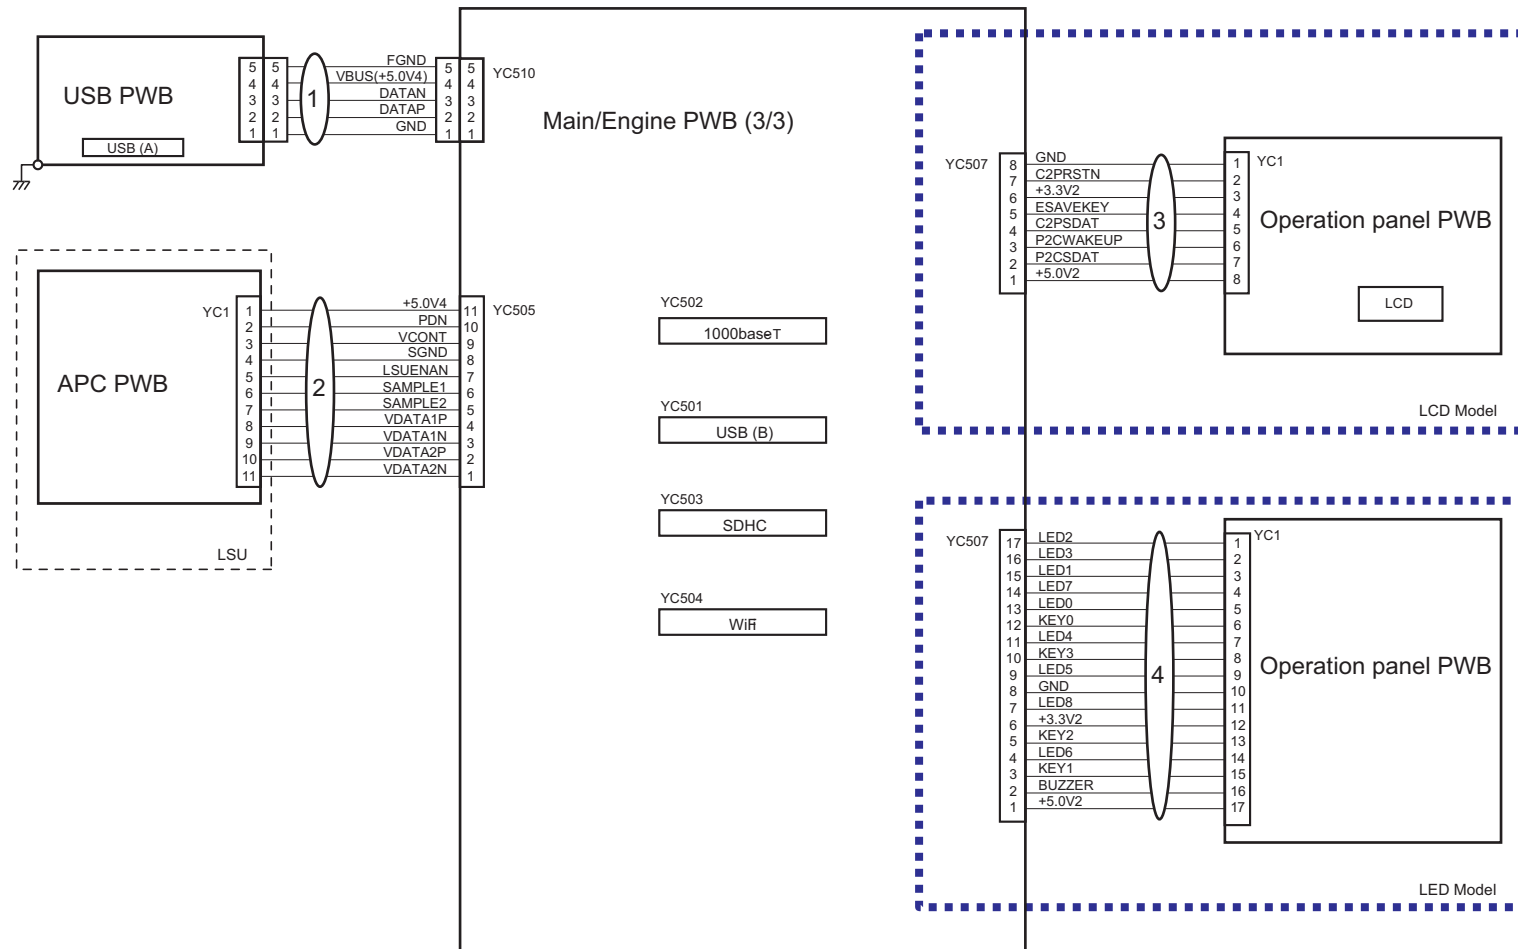 USB PWB
USB (A)
5 5
4 4
3 3
2 2
1 1
1
FGND
VBUS(+5.0V4)
DATAN
DATAP
GND
5 5
4 4
3 3
2 2
1 1
YC510
Main/Engine PWB (3/3)
APC PWB
LSU
YC1
1
2
3
4
5
6
7
8
9
10
11
2
+5.0V4
PDN
VCONT
SGND
LSUENAN
SAMPLE1
SAMPLE2
VDATA1P
VDATA1N
VDATA2P
VDATA2N
11
10
9
8
7
6
5
4
3
2
1
YC505
YC502
1000baseT
YC501
USB (B)
YC503
SDHC
YC504
WiFi
YC507
8
7
6
5
4
3
2
1
GND
C2PRSTN
+3.3V2
ESAVEKEY
C2PSDAT
P2CWAKEUP
P2CSDAT
+5.0V2
3
1
2
3
4
5
6
7
8
YC1
Operation panel PWB
LCD
LCD Model
YC507
17
16
15
14
13
12
11
10
9
8
7
6
5
4
3
2
1
LED2
LED3
LED1
LED7
LED0
KEY0
LED4
KEY3
LED5
GND
LED8
+3.3V2
KEY2
LED6
KEY1
BUZZER
+5.0V2
4
1
2
3
4
5
6
7
8
9
10
11
12
13
14
15
16
17
YC1
Operation panel PWB
LED Model